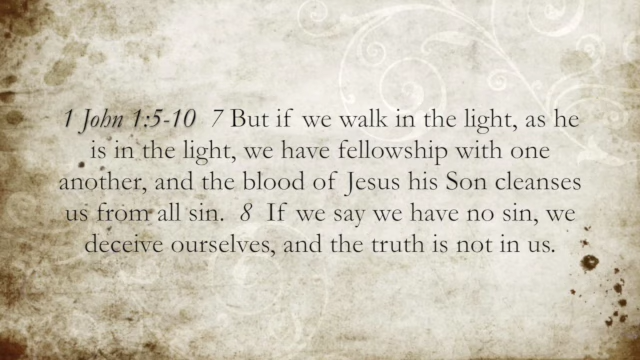 1 John 1:5-10 7 But if we walk in the light, as he
is in the light, we have fellowship with one
another, and the blood of Jesus his Son cleanses
us from all sin. 8 If we say we have no sin, we
deceive ourselves, and the truth is not in us.